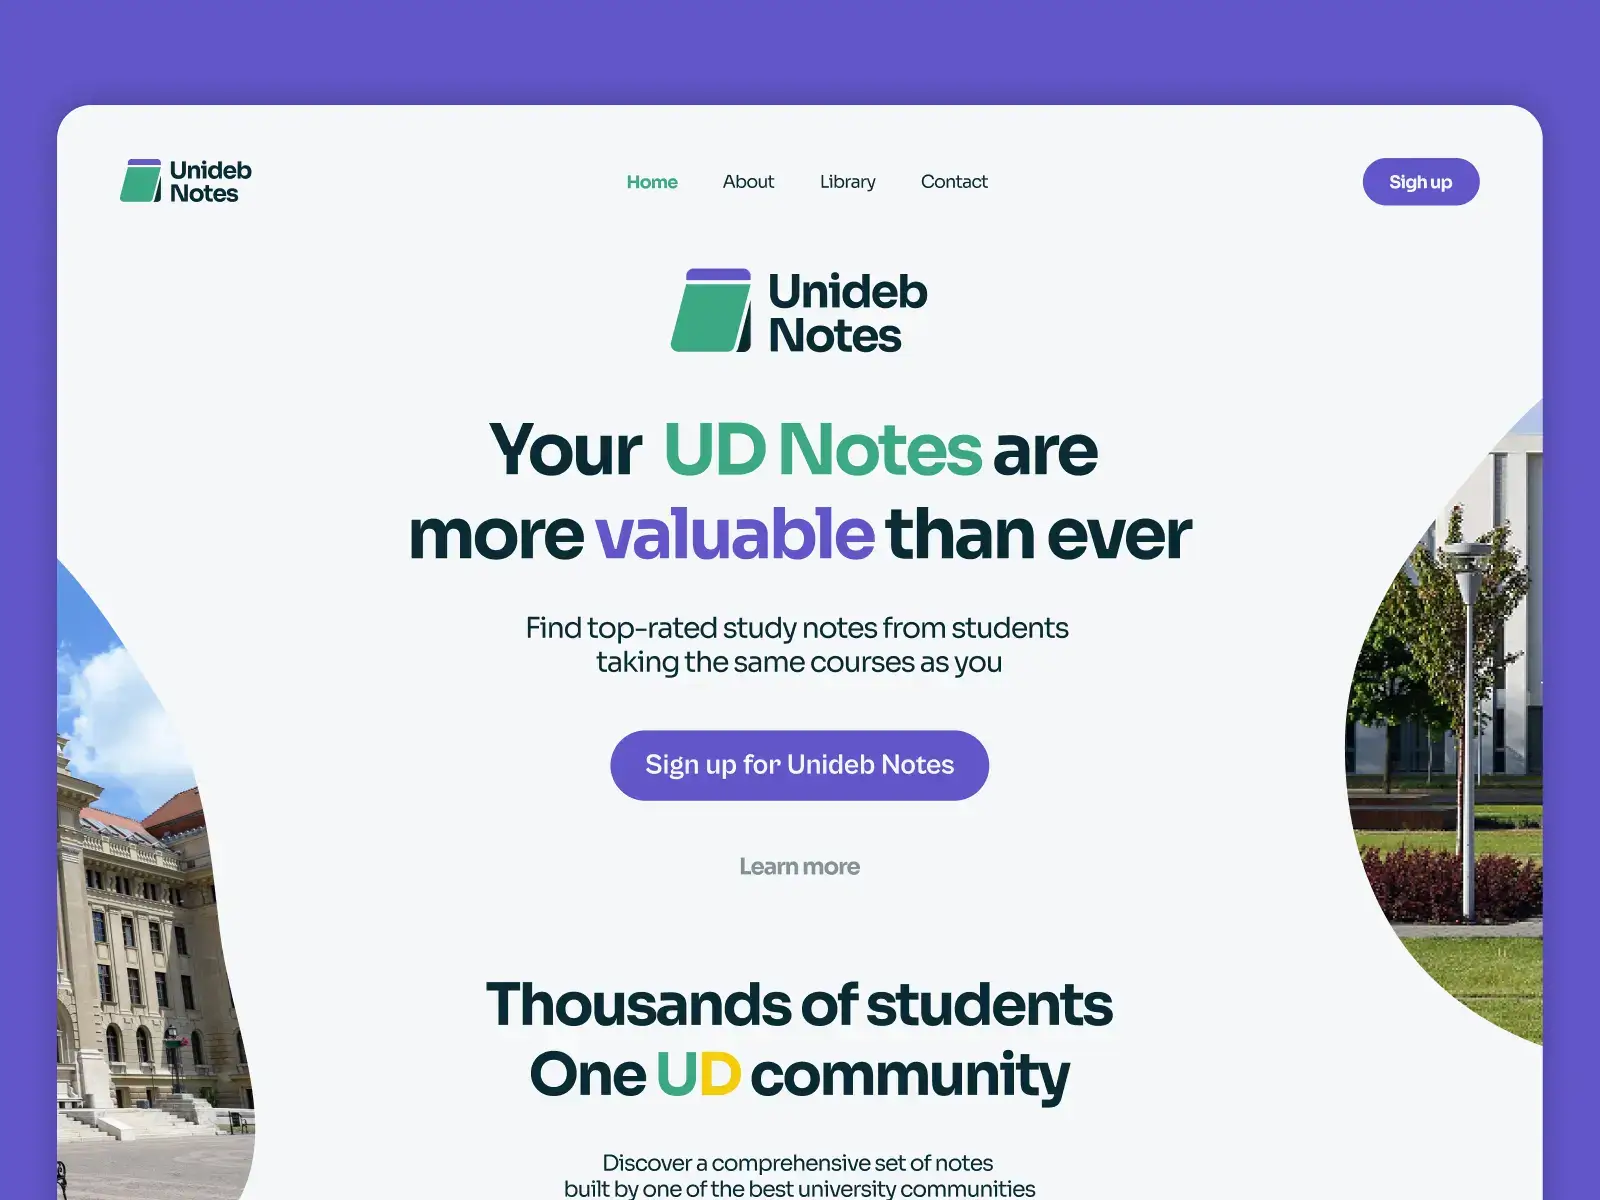 Unideb
Notes
Home
About
Library
Contact
Sigh up
Unideb
Notes
Your UD Notes are
more valuable than ever
Find top-rated study notes from students
taking the same courses as you
Sign up for Unideb Notes
Learn more
Thousands of students
One UD community
Discover a comprehensive set of notes
built by one of the best university communities